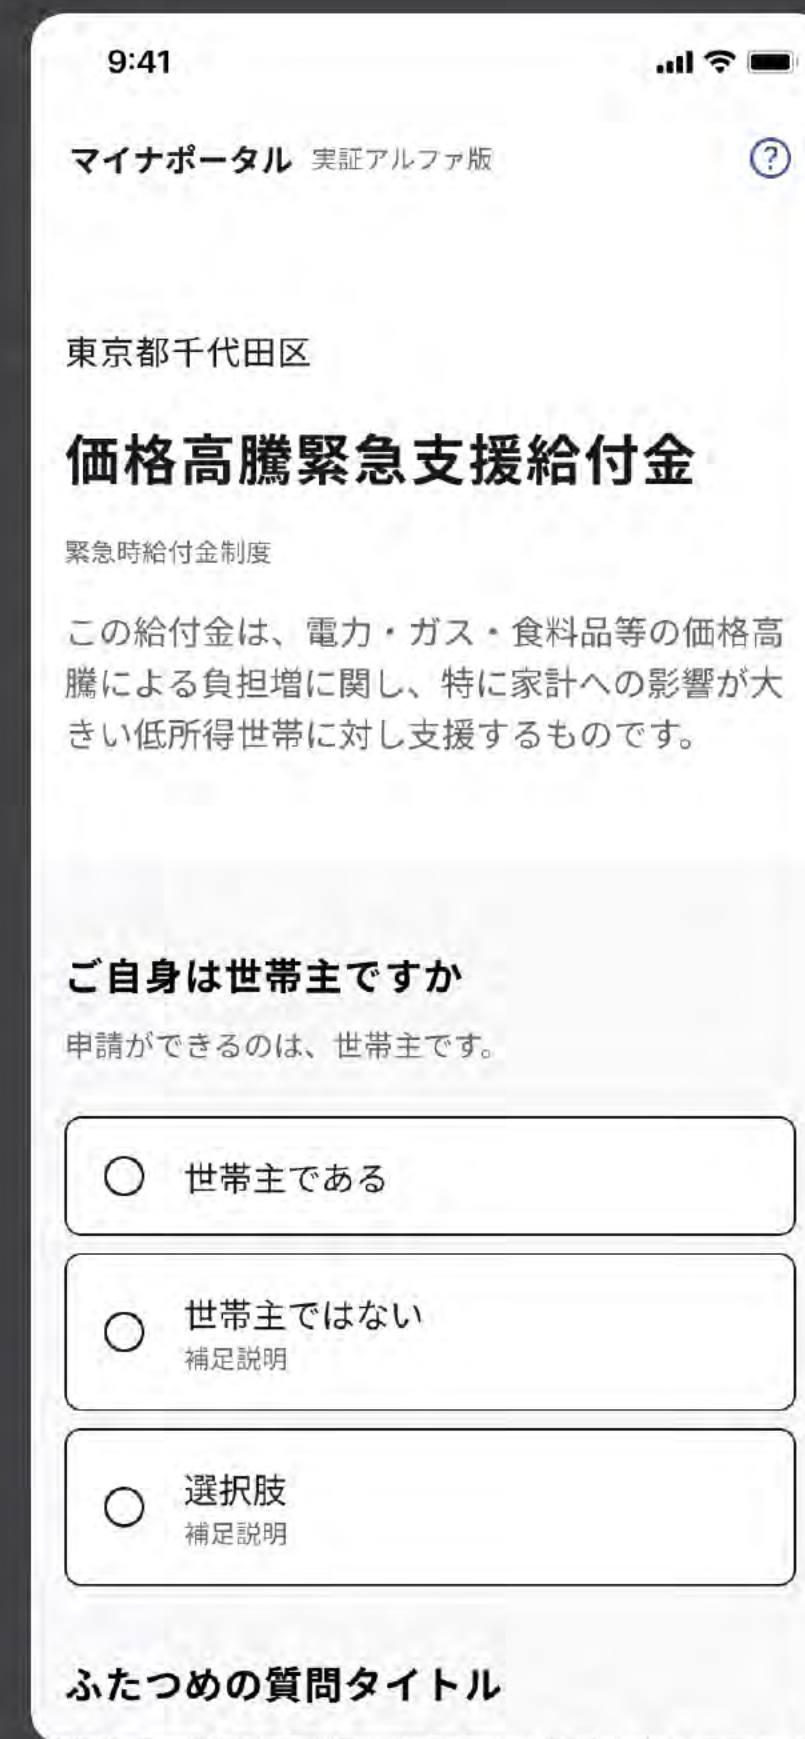 9:41
マイナポータル 実証アルファ版 ?
東京都千代田区
価格高騰緊急支援給付金
緊急時給付金制度
この給付金は、電力・ガス・食料品等の価格高
騰による負担増に関し、特に家計への影響が大
きい低所得世帯に対し支援するものです。
ご自身は世帯主ですか
申請ができるのは、世帯主です。
世帯主である
世帯主ではない
補足説明
選択肢
補足説明
ふたつめの質問タイトル